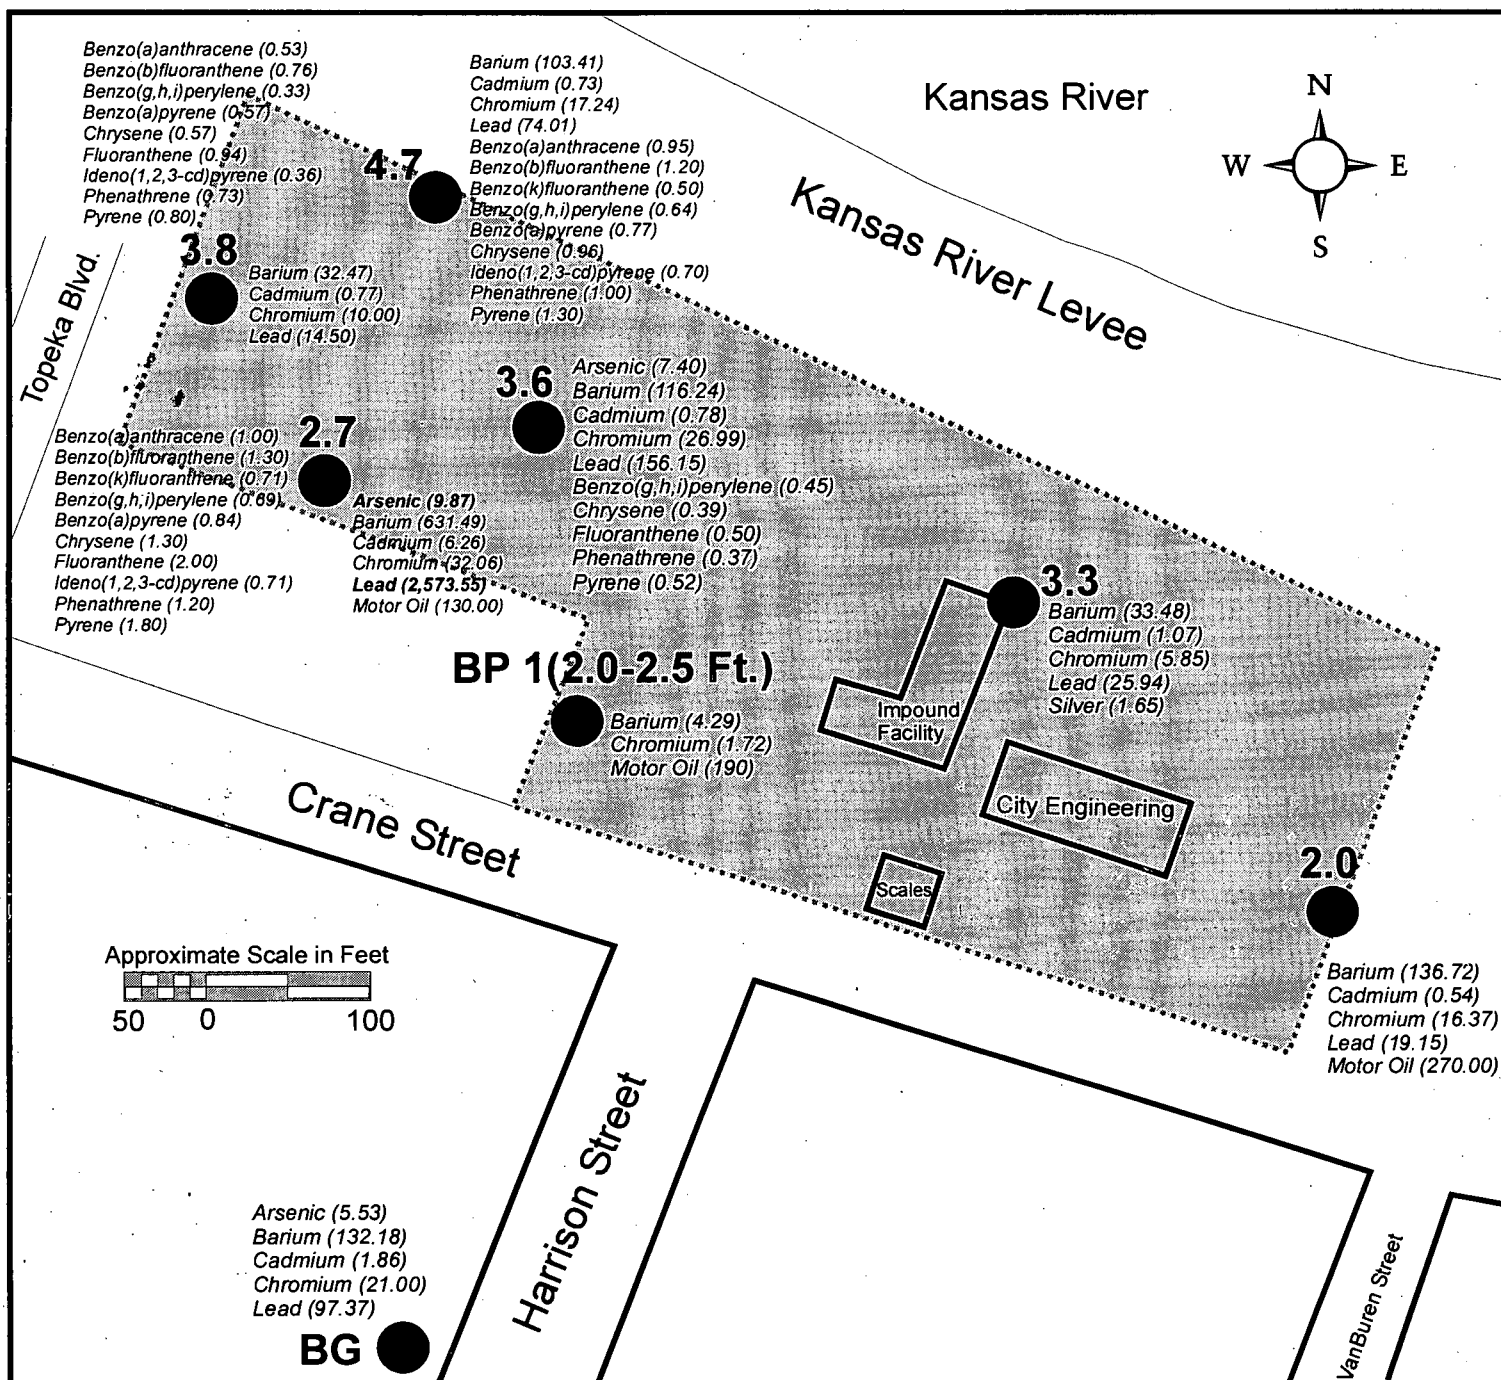 Benzo(a)anthracene (0.53)
Benzo(b)fluoranthene (0.76)
Benzo(g,h,i)perylene (0.33)
Benzo(a)pyrene (0.57)
Chrysene (0.57)
Fluoranthene (0.94)
Ideno(1,2,3-cd)pyrene (0.36)
Phenathrene (0.73)
Pyrene (0.80)
3.8
Barium (32.47)
Cadmium (0.77)
Chromium (10.00)
Lead (14.50)
4.7
Barium (103.41)
Cadmium (0.73)
Chromium (17.24)
Lead (74.01)
Benzo(a)anthracene (0.95)
Benzo(b)fluoranthene (1.20)
Benzo(k)fluoranthene (0.50)
Benzo(g,h,i)perylene (0.64)
Benzo(a)pyrene (0.77)
Chrysene (0.96)
Ideno(1,2,3-cd)pyrene (0.70)
Phenathrene (1.00)
Pyrene (1.30)
Kansas River
Kansas River Levee
N
W
E
S
Topeka Blvd.
3.6
Arsenic (7.40)
Barium (116.24)
Cadmium (0.78)
Chromium (26.99)
Lead (156.15)
Benzo(g,h,i)perylene (0.45)
Chrysene (0.39)
Fluoranthene (0.50)
Phenathrene (0.37)
Pyrene (0.52)
2.7
Benzo(a)anthracene (1.00)
Benzo(b)fluoranthene (1.30)
Benzo(k)fluoranthene (0.71)
Benzo(g,h,i)perylene (0.69)
Benzo(a)pyrene (0.84)
Chrysene (1.30)
Fluoranthene (2.00)
Ideno(1,2,3-cd)pyrene (0.71)
Phenathrene (1.20)
Pyrene (1.80)
Arsenic (9.87)
Barium (631.49)
Cadmium (6.26)
Chromium (32.06)
Lead (2,573.55)
Motor Oil (130.00)
3.3
Barium (33.48)
Cadmium (1.07)
Chromium (5.85)
Lead (25.94)
Silver (1.65)
BP 1(2.0-2.5 Ft.)
Barium (4.29)
Chromium (1.72)
Motor Oil (190)
Impound
Facility
City Engineering
Scales
2.0
Barium (136.72)
Cadmium (0.54)
Chromium (16.37)
Lead (19.15)
Motor Oil (270.00)
Crane Street
Approximate Scale in Feet
50 0 100
Harrison Street
VanBuren Street
Arsenic (5.53)
Barium (132.18)
Cadmium (1.86)
Chromium (21.00)
Lead (97.37)
BG